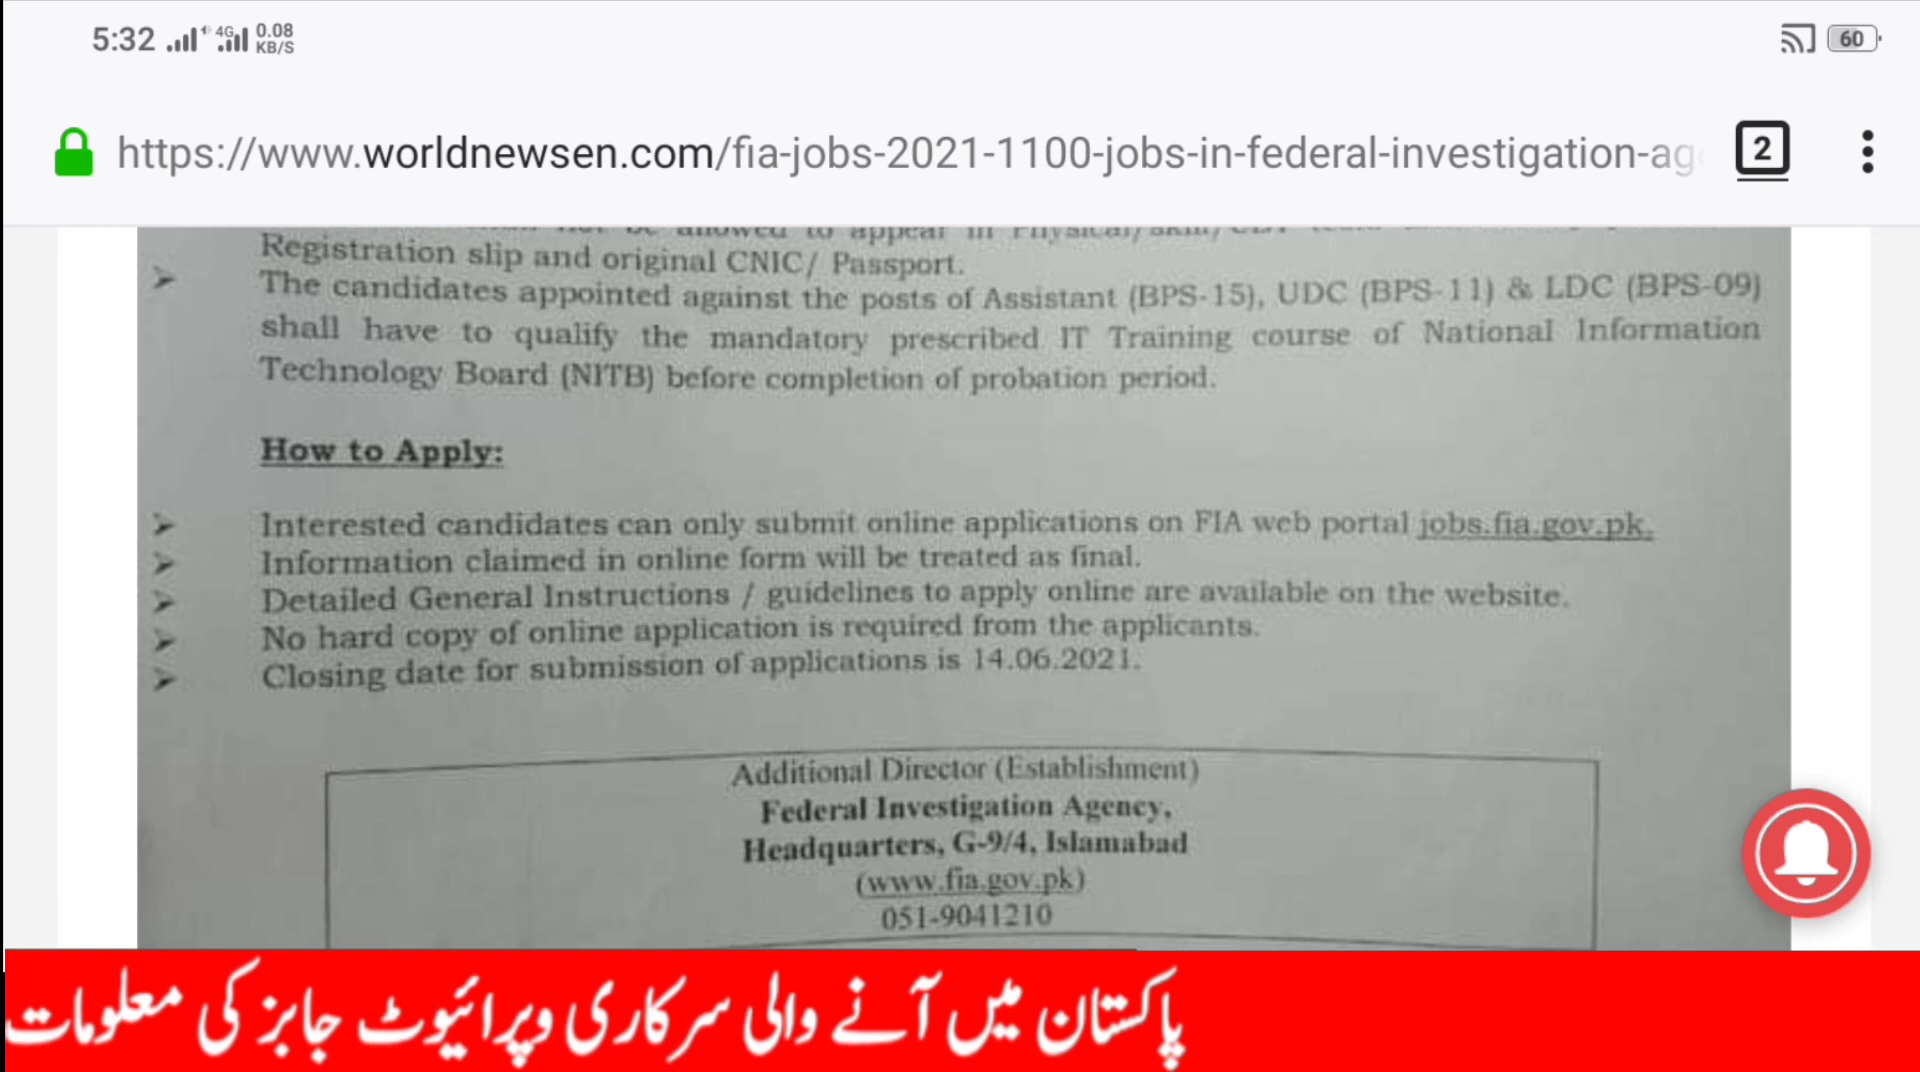 5:32 4G 0.08 KB/S 60
https://www.worldnewsen.com/fia-jobs-2021-1100-jobs-in-federal-investigation-ag 2
be allowed to appear in Physical/
Registration slip and original CNIC/ Passport.
➤ The candidates appointed against the posts of Assistant (BPS-15), UDC (BPS-11) & LDC (BPS-09)
shall have to qualify the mandatory prescribed IT Training course of National Information
Technology Board (NITB) before completion of probation period.
How to Apply:
➤ Interested candidates can only submit online applications on FIA web portal jobs.fia.gov.pk.
➤ Information claimed in online form will be treated as final.
➤ Detailed General Instructions / guidelines to apply online are available on the website.
➤ No hard copy of online application is required from the applicants.
➤ Closing date for submission of applications is 14.06.2021.
Additional Director (Establishment)
Federal Investigation Agency,
Headquarters, G-9/4, Islamabad
(www.fia.gov.pk)
051-9041210
پاکستان میں آنے والی سرکاری وپرائیوٹ جابز کی معلومات